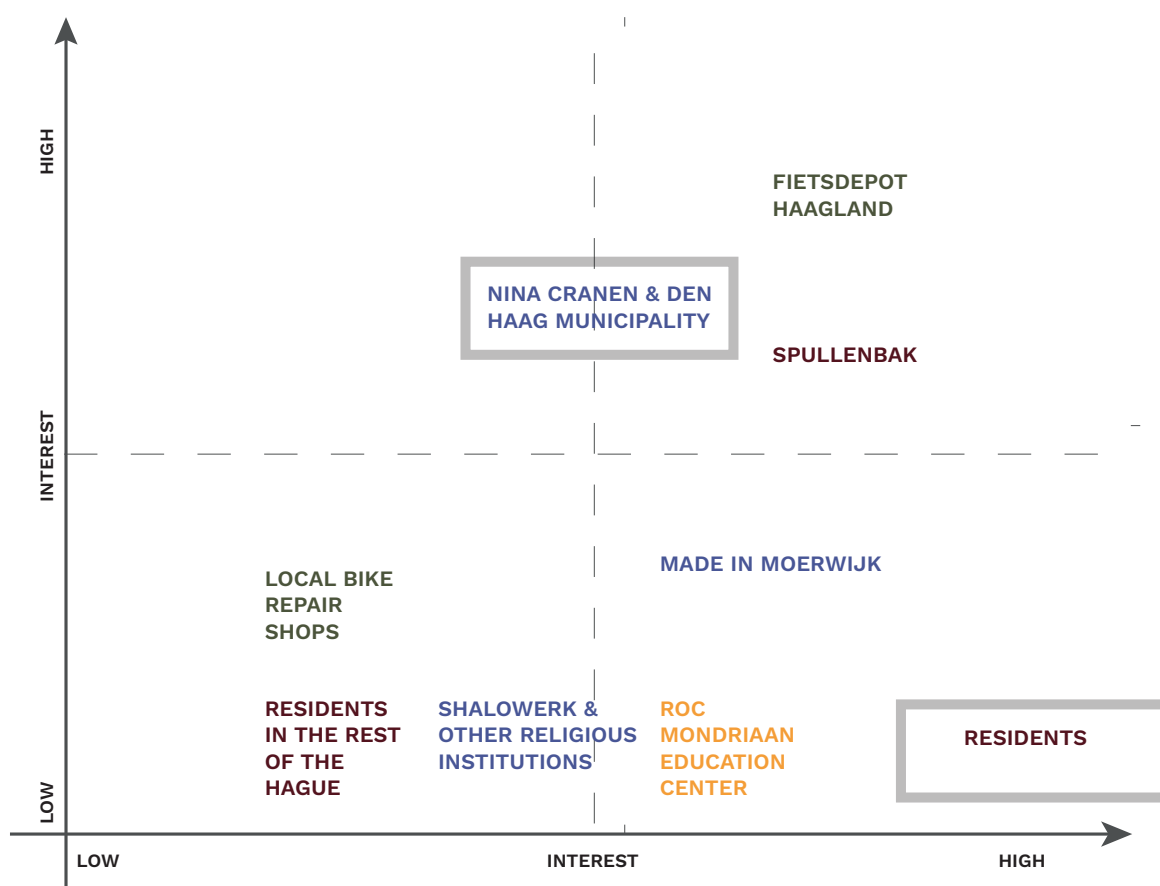 HIGH
FIETSDEPOT
HAAGLAND
NINA CRANEN & DEN
HAAG MUNICIPALITY
SPULLENBAK
INTEREST
MADE IN MOERWIJK
LOCAL BIKE
REPAIR
SHOPS
RESIDENTS
IN THE REST
OF THE
HAGUE
SHALOWERK &
OTHER RELIGIOUS
INSTITUTIONS
ROC
MONDRIAAN
EDUCATION
CENTER
RESIDENTS
LOW
LOW
INTEREST
HIGH